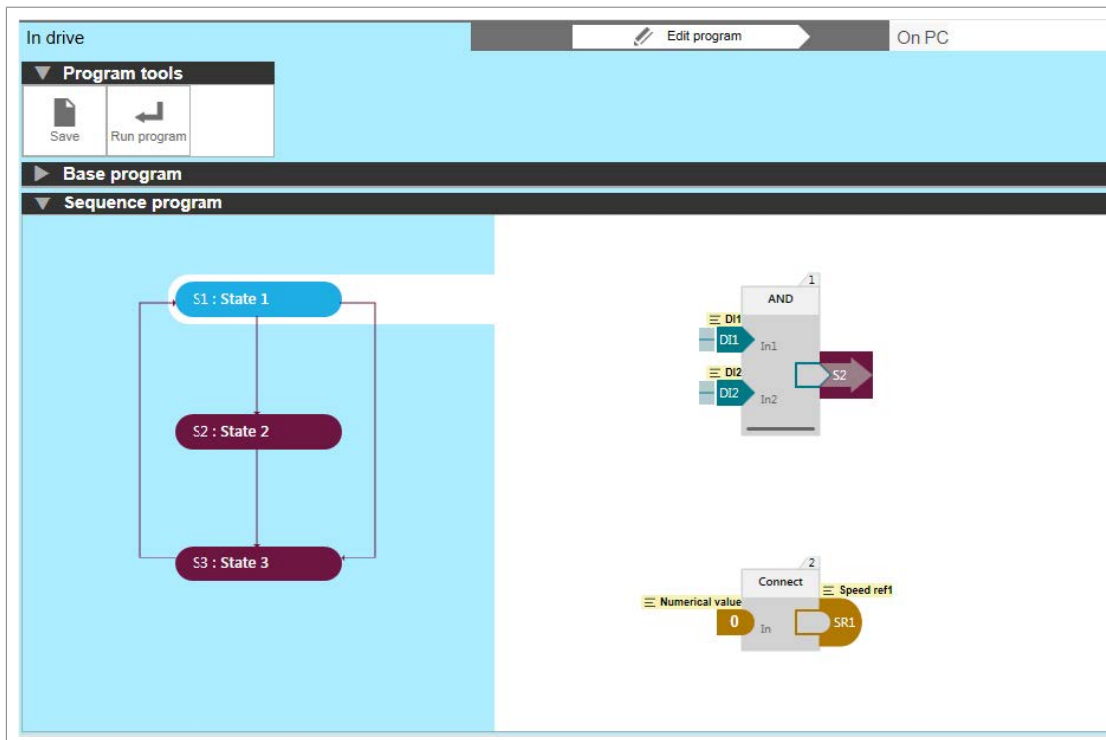 In drive
Edit program
On PC
Program tools
Save
Run program
Base program
Sequence program
S1 : State 1
S2 : State 2
S3 : State 3
1
AND
DI1
DI1
In1
DI2
DI2
In2
S2
2
Connect
Speed ref1
Numerical value
0
In
SR1